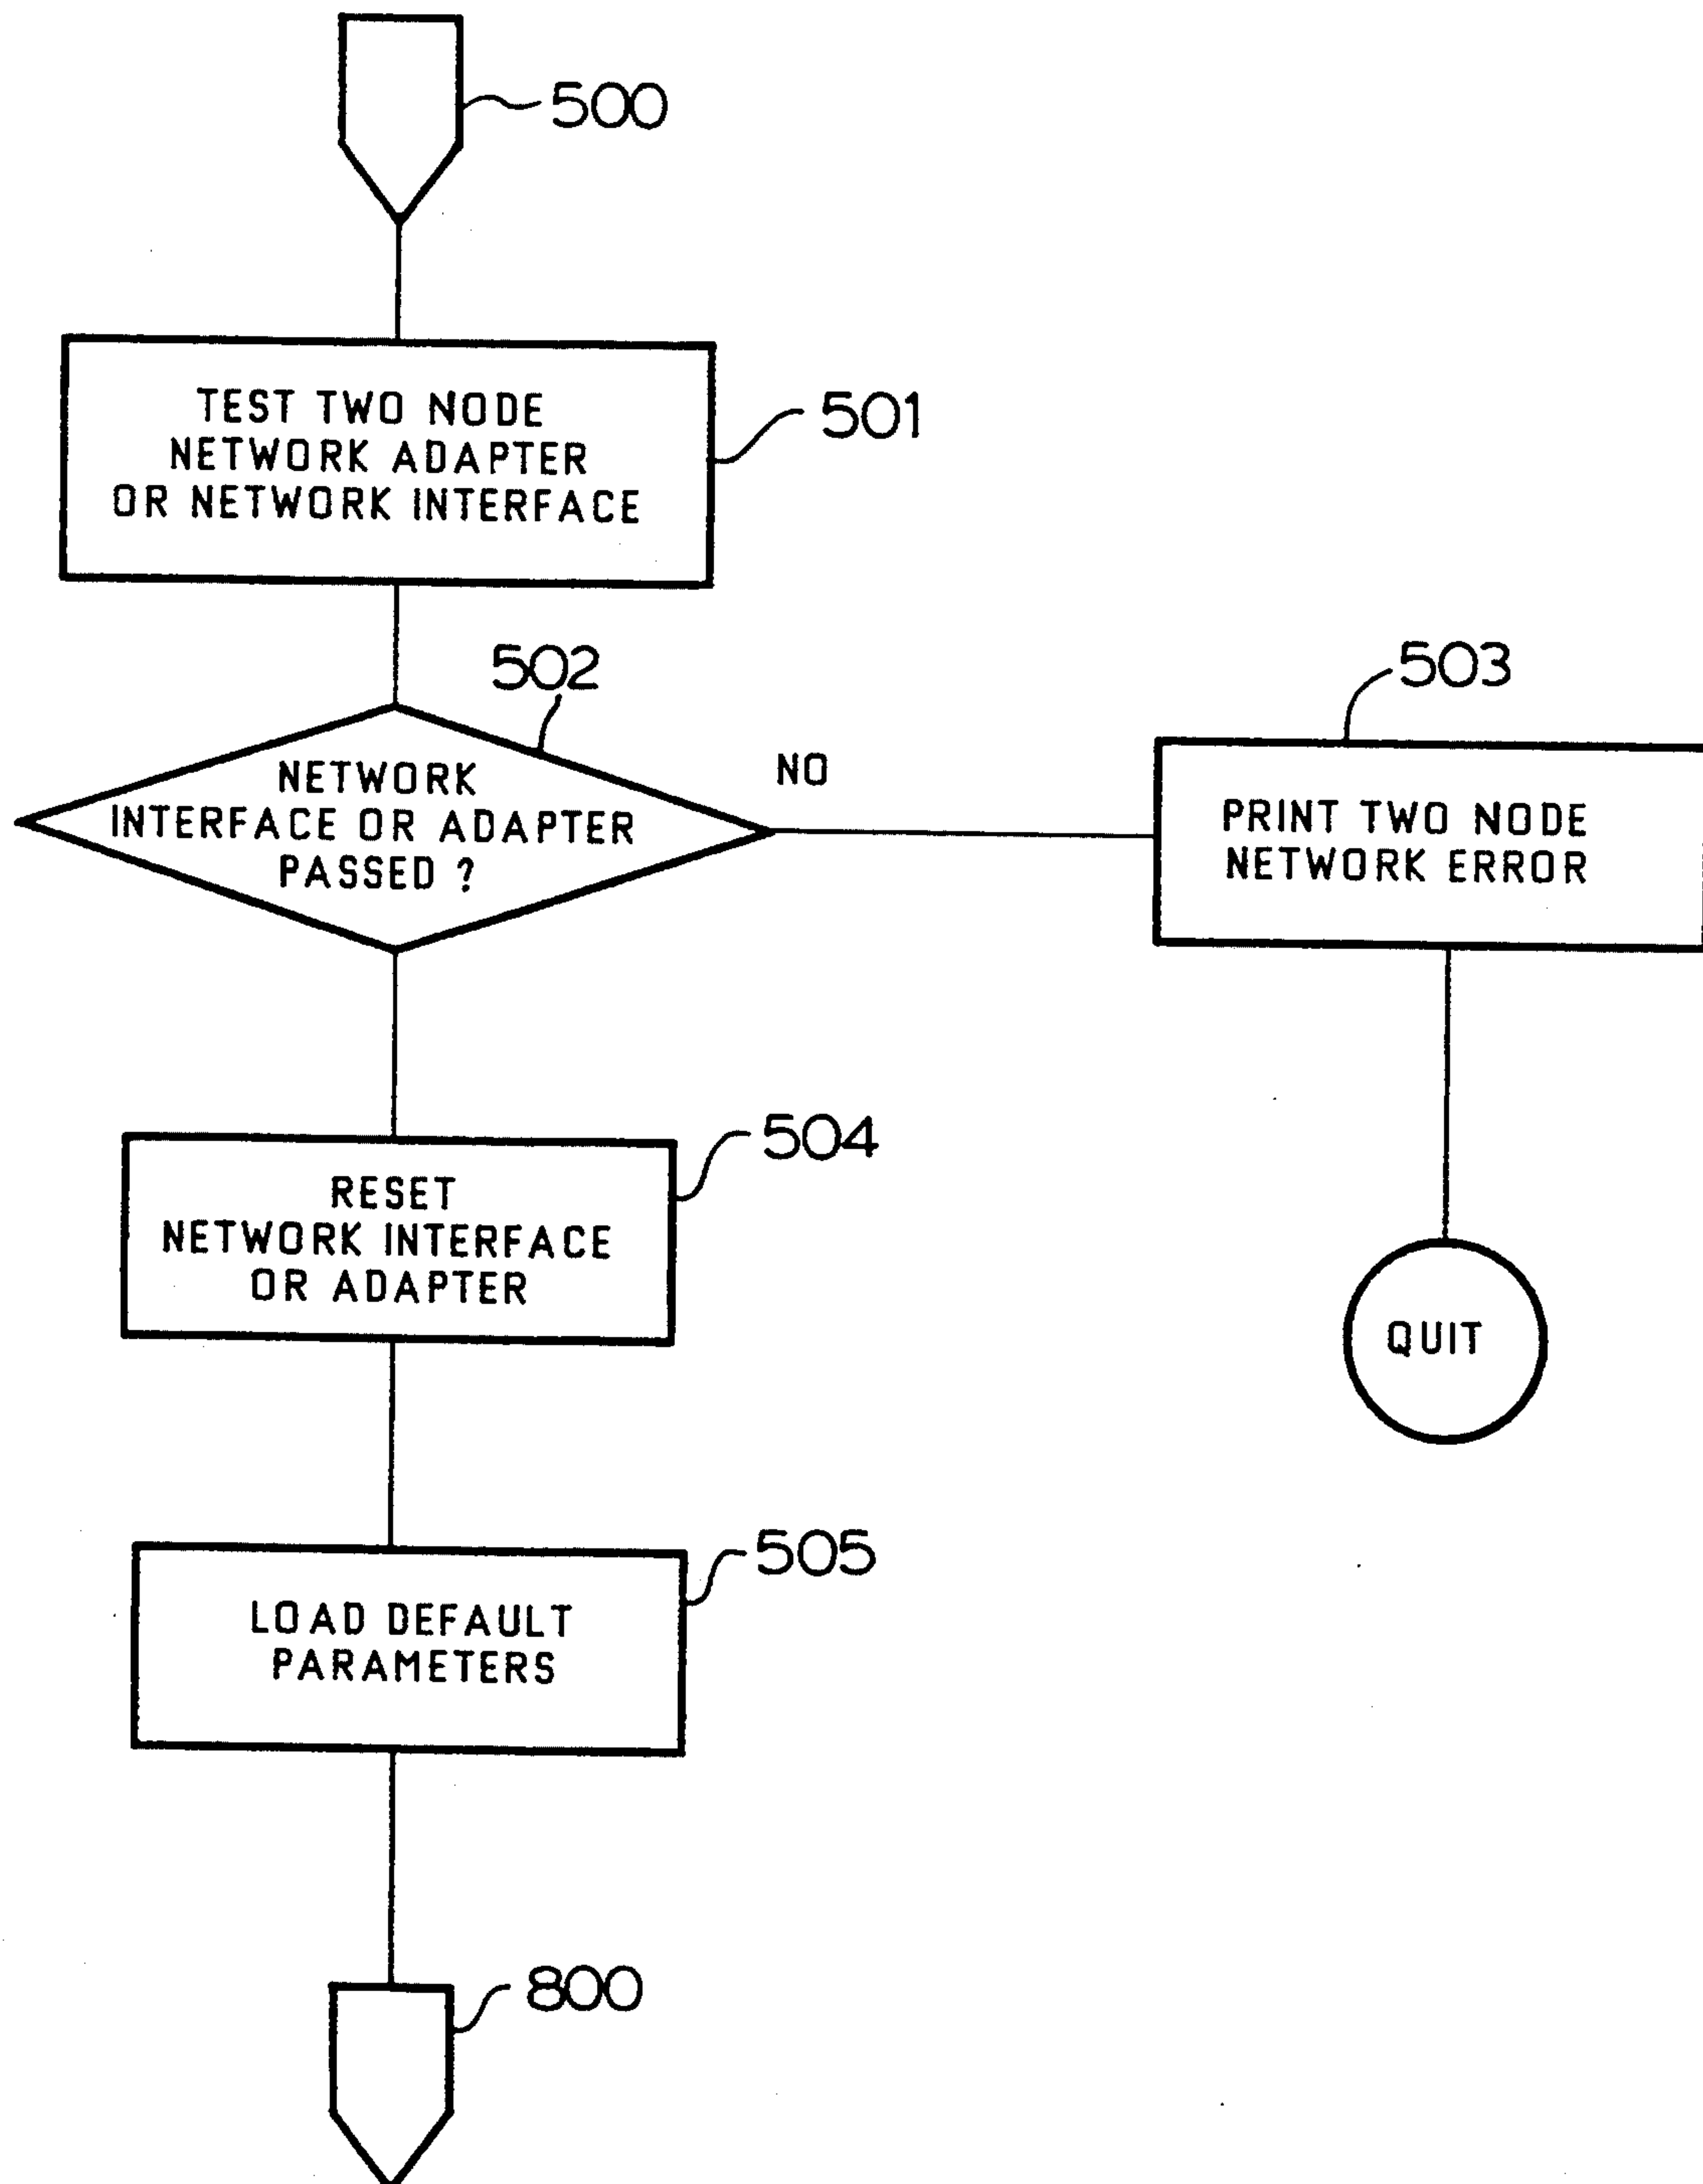 500
TEST TWO NODE
NETWORK ADAPTER
OR NETWORK INTERFACE
501
502
NETWORK
INTERFACE OR ADAPTER
PASSED ?
NO
503
PRINT TWO NODE
NETWORK ERROR
504
RESET
NETWORK INTERFACE
OR ADAPTER
QUIT
505
LOAD DEFAULT
PARAMETERS
800